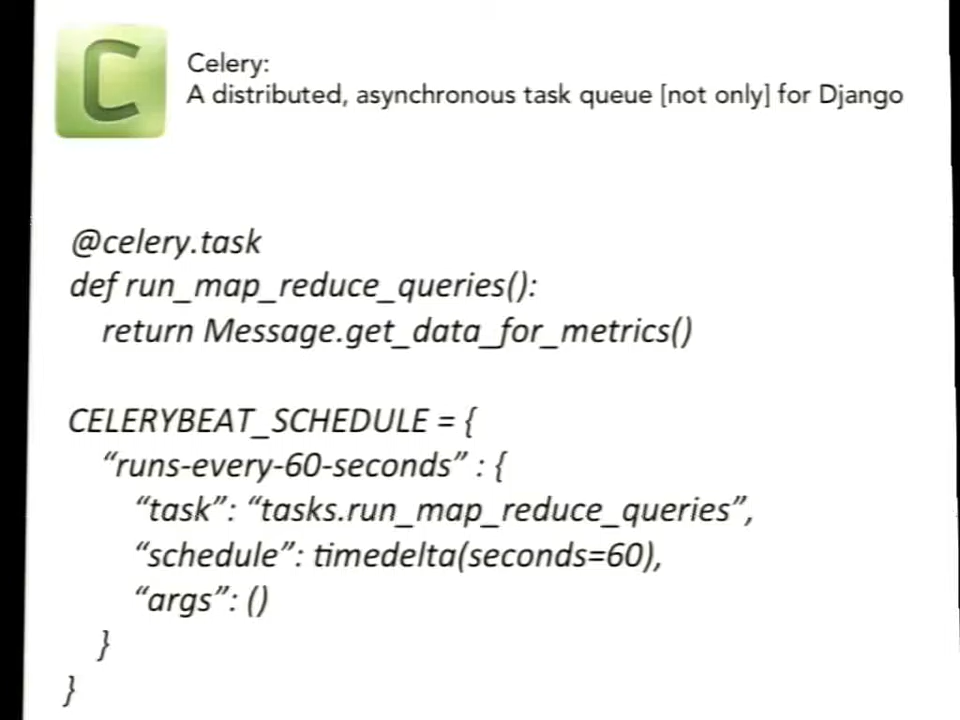 C
Celery:
A distributed, asynchronous task queue [not only] for Django
@celery.task
def run_map_reduce_queries():
return Message.get_data_for_metrics()
CELERYBEAT_SCHEDULE = {
“runs-every-60-seconds” : {
“task”: “tasks.run_map_reduce_queries”,
“schedule”: timedelta(seconds=60),
“args”: ()
}
}